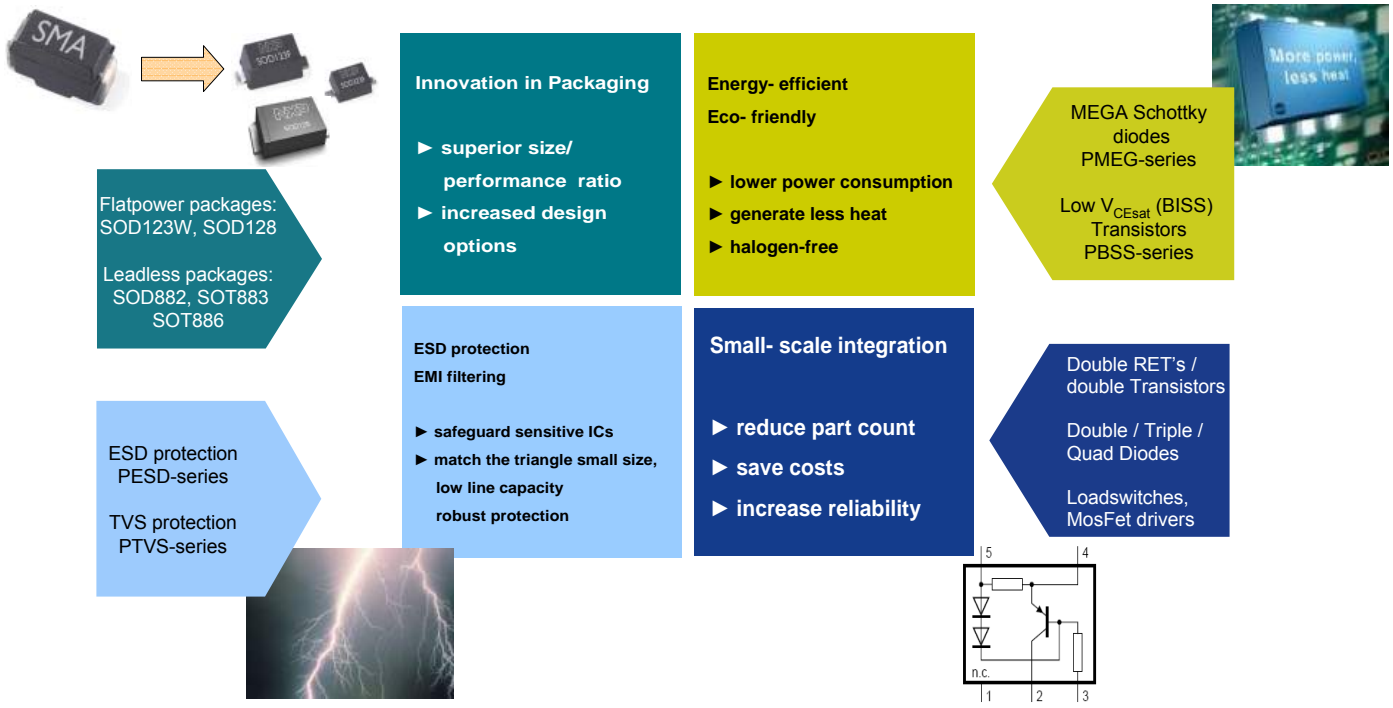 SMA
NXP
SOD123F
SOD323F
NXP
SOD128
Innovation in Packaging
► superior size/
performance ratio
► increased design
options
Energy- efficient
Eco- friendly
► lower power consumption
► generate less heat
► halogen-free
More power,
less heat
MEGA Schottky
diodes
PMEG-series
Low VCEsat (BISS)
Transistors
PBSS-series
Flatpower packages:
SOD123W, SOD128
Leadless packages:
SOD882, SOT883
SOT886
ESD protection
EMI filtering
► safeguard sensitive ICs
► match the triangle small size,
low line capacity
robust protection
Small- scale integration
► reduce part count
► save costs
► increase reliability
Double RET’s /
double Transistors
Double / Triple /
Quad Diodes
Loadswitches,
MosFet drivers
ESD protection
PESD-series
TVS protection
PTVS-series
5 4
n.c.
1 2 3